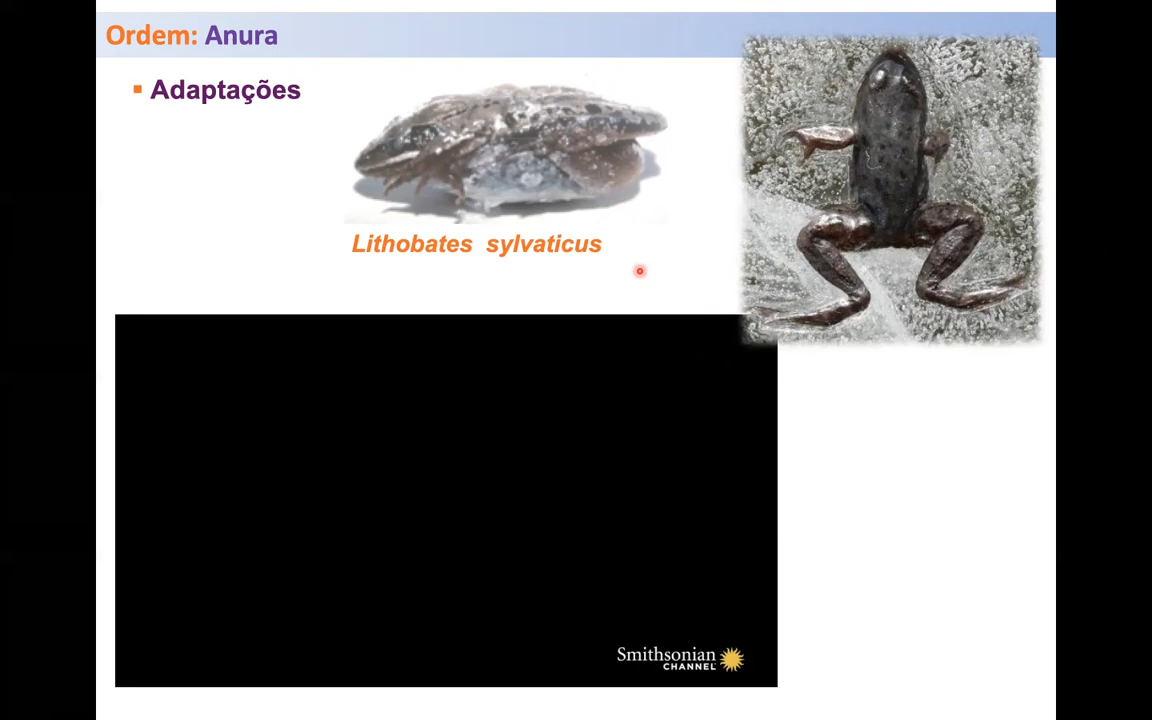 Ordem: Anura
Adaptações
Lithobates sylvaticus
Smithsonian
CHANNEL